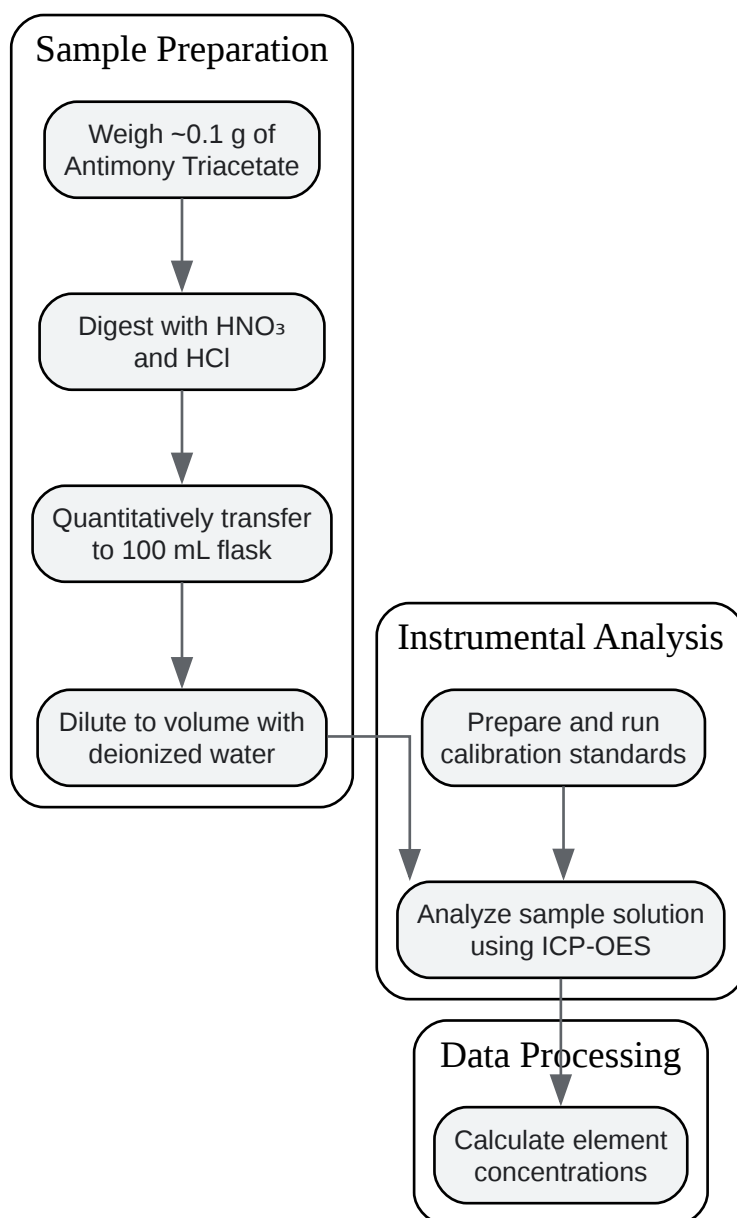 Sample Preparation
Weigh ~0.1 g of
Antimony Triacetate
Digest with HNO₃
and HCl
Quantitatively transfer
to 100 mL flask
Dilute to volume with
deionized water
Instrumental Analysis
Prepare and run
calibration standards
Analyze sample solution
using ICP-OES
Data Processing
Calculate element
concentrations